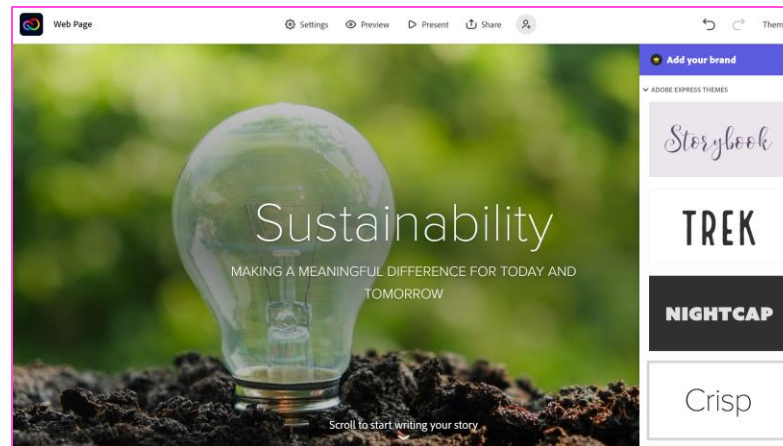 Web Page
Settings
Preview
Present
Share
Add your brand
ADOBE EXPRESS THEMES
Storybook
TREK
NIGHTCAP
Crisp
Sustainability
MAKING A MEANINGFUL DIFFERENCE FOR TODAY AND
TOMORROW
Scroll to start writing your story